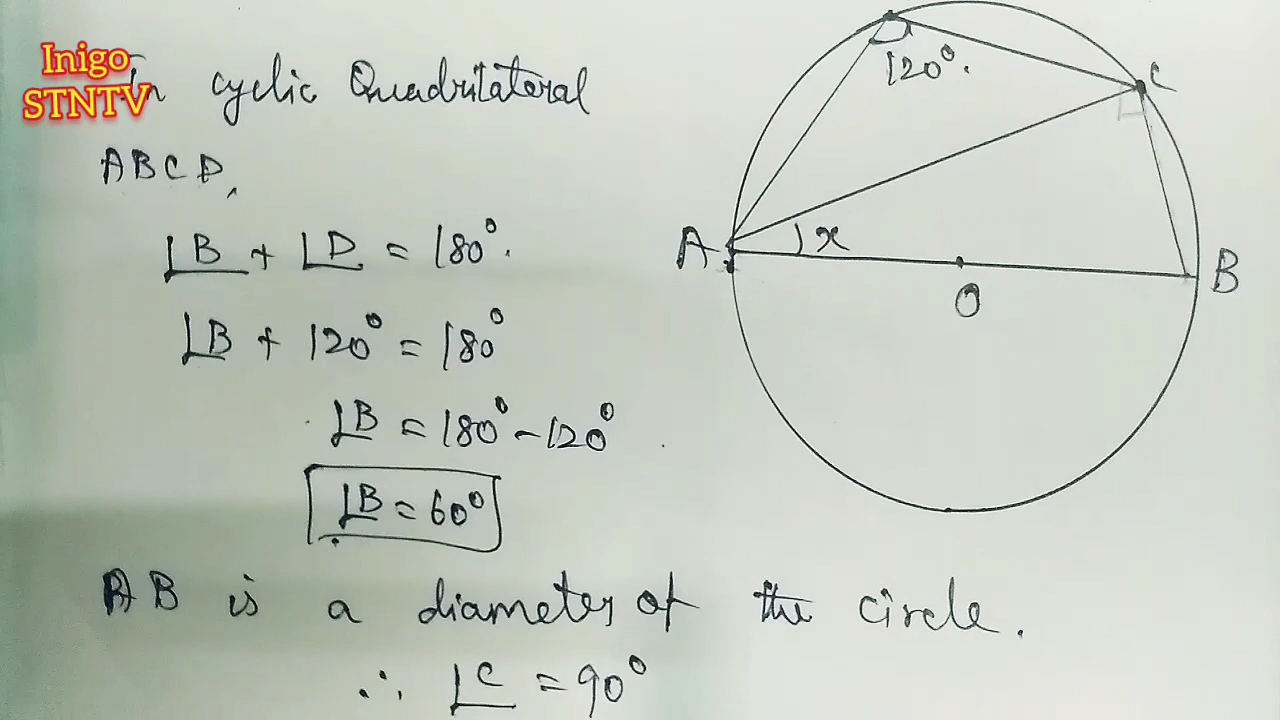 Inigo
STNTV
In cyclic Quadrilateral
ABCD,
∠B + ∠D = 180°.
∠B + 120° = 180°
∠B = 180° - 120°
∠B = 60°
AB is a diameter of the circle.
∴ ∠C = 90°
120°.
C
A
x
O
B